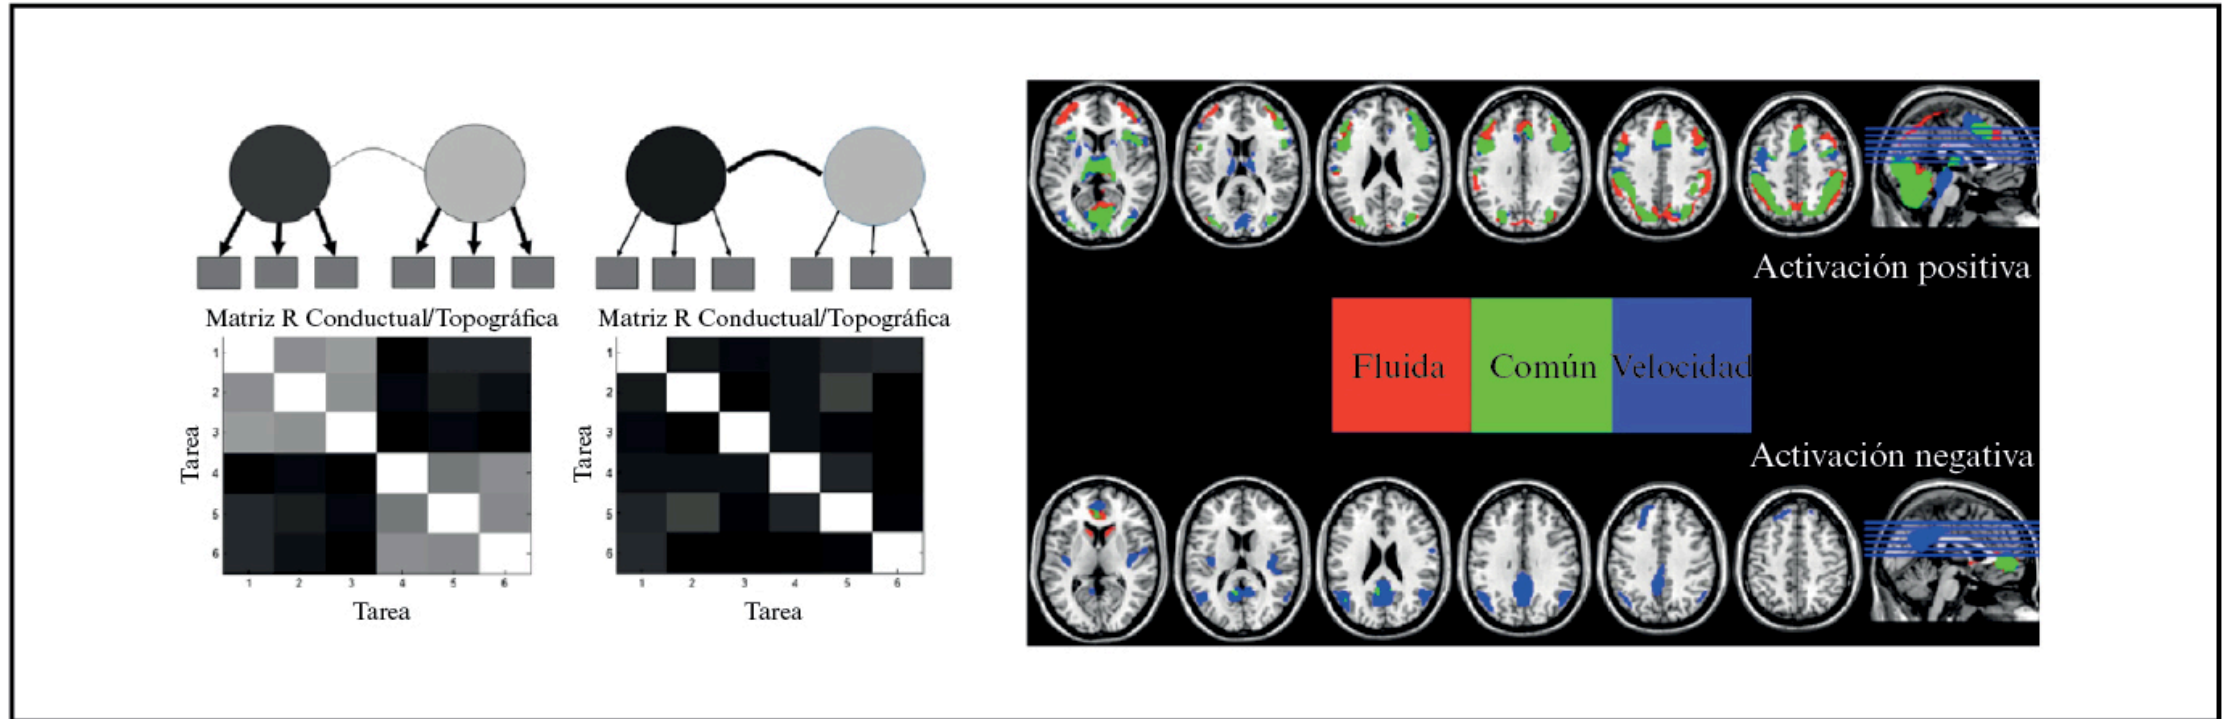 Matriz R Conductual/Topográfica
1
2
3
4
5
6
Tarea
1 2 3 4 5 6
Tarea
Matriz R Conductual/Topográfica
1
2
3
4
5
6
Tarea
1 2 3 4 5 6
Tarea
Activación positiva
Fluida Común Velocidad
Activación negativa